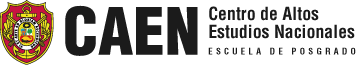 CAEN
Centro de Altos
Estudios Nacionales
ESCUELA DE POSGRADO